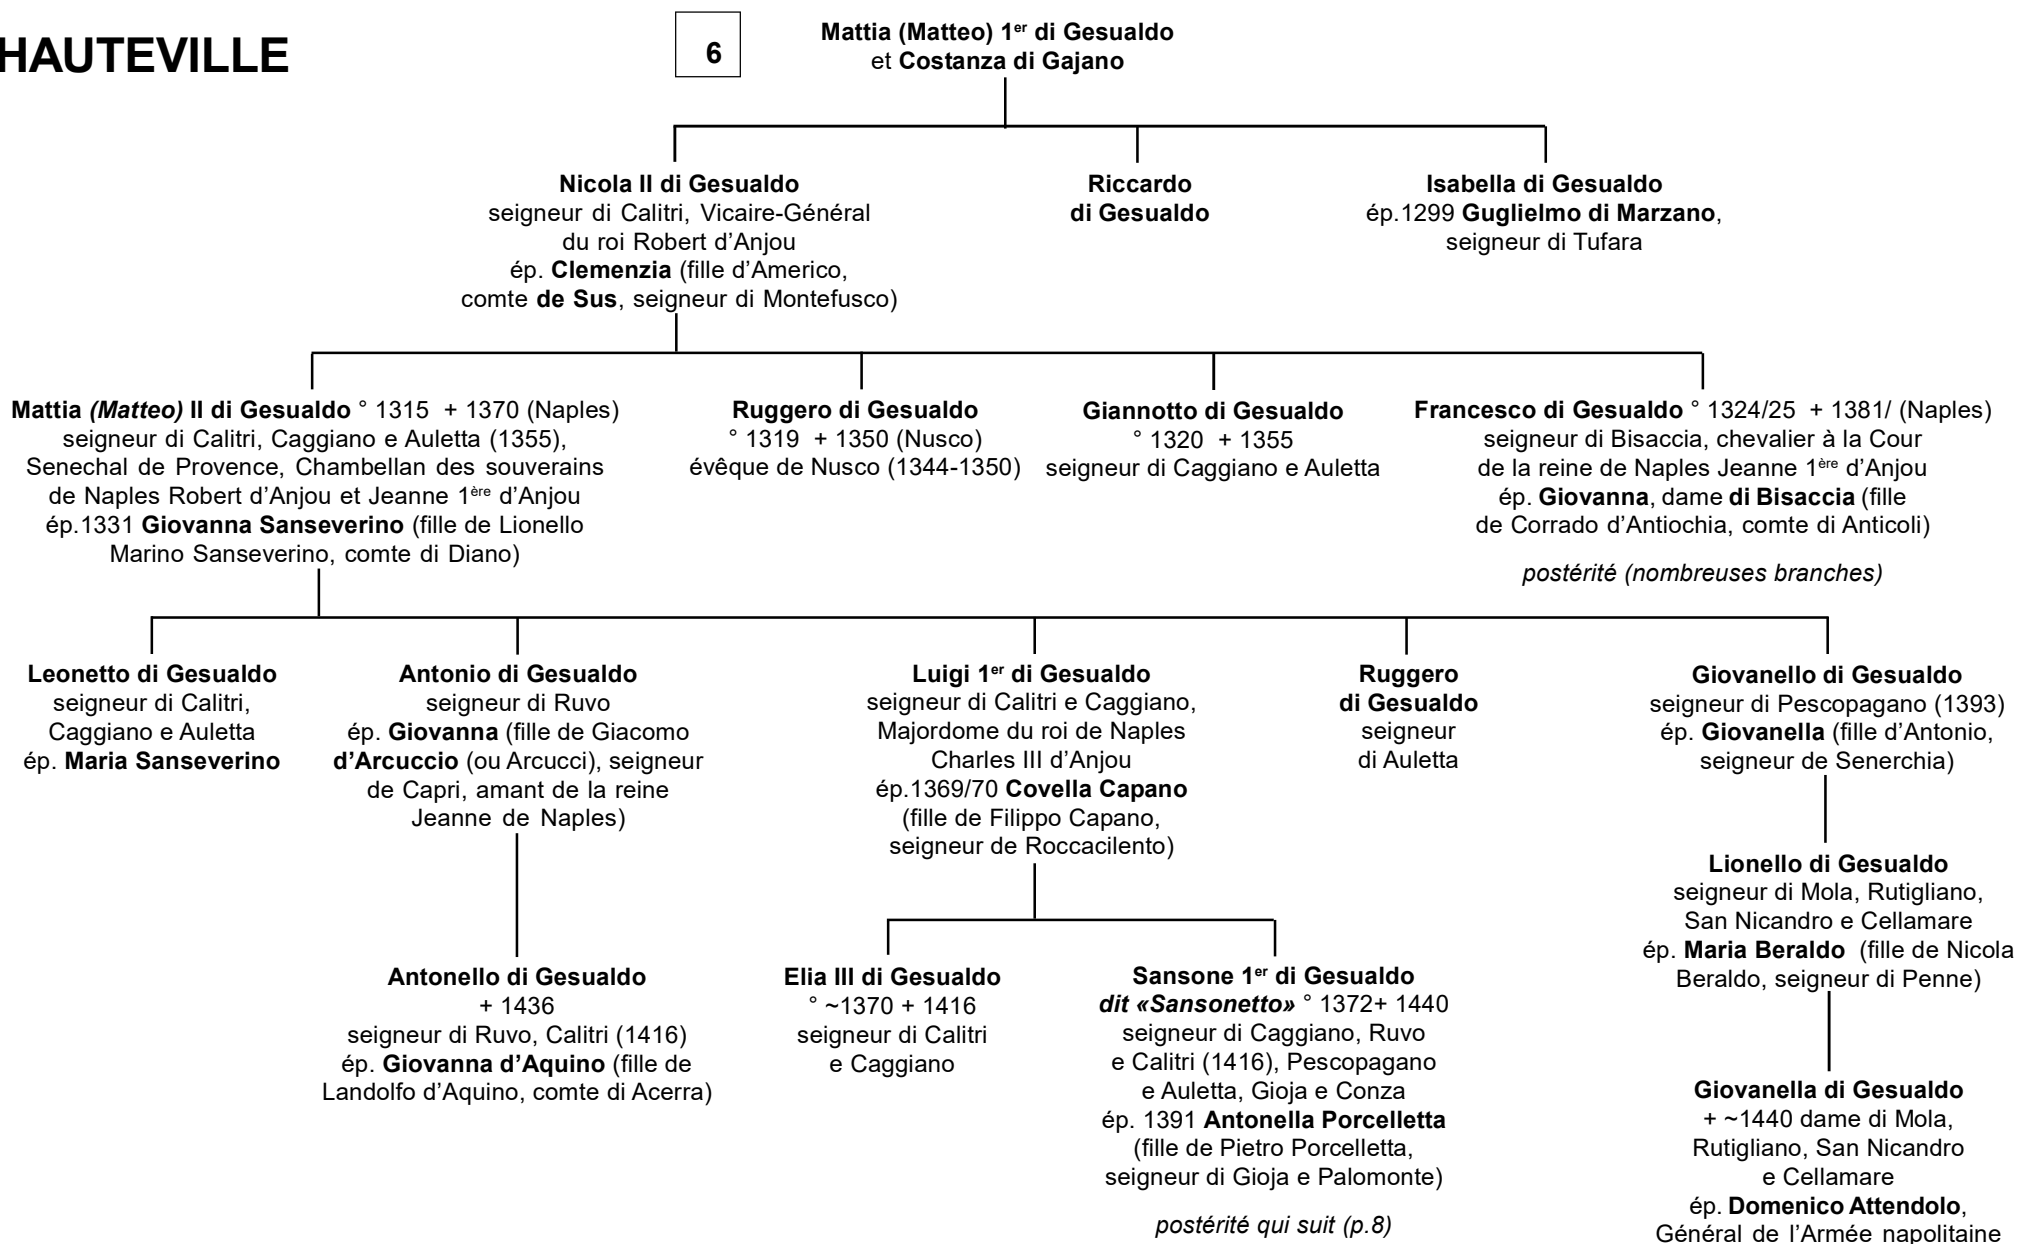 HAUTEVILLE
6
Mattia (Matteo) 1er di Gesualdo
et Costanza di Gajano
Nicola II di Gesualdo
seigneur di Calitri, Vicaire-Général
du roi Robert d’Anjou
ép. Clemenzia (fille d’Americo,
comte de Sus, seigneur di Montefusco)
Riccardo
di Gesualdo
Isabella di Gesualdo
ép.1299 Guglielmo di Marzano,
seigneur di Tufara
Mattia (Matteo) II di Gesualdo ° 1315 + 1370 (Naples)
seigneur di Calitri, Caggiano e Auletta (1355),
Senechal de Provence, Chambellan des souverains
de Naples Robert d’Anjou et Jeanne 1ère d’Anjou
ép.1331 Giovanna Sanseverino (fille de Lionello
Marino Sanseverino, comte di Diano)
Ruggero di Gesualdo
° 1319 + 1350 (Nusco)
évêque de Nusco (1344-1350)
Giannotto di Gesualdo
° 1320 + 1355
seigneur di Caggiano e Auletta
Francesco di Gesualdo ° 1324/25 + 1381/ (Naples)
seigneur di Bisaccia, chevalier à la Cour
de la reine de Naples Jeanne 1ère d’Anjou
ép. Giovanna, dame di Bisaccia (fille
de Corrado d’Antiochia, comte di Anticoli)
postérité (nombreuses branches)
Leonetto di Gesualdo
seigneur di Calitri,
Caggiano e Auletta
ép. Maria Sanseverino
Antonio di Gesualdo
seigneur di Ruvo
ép. Giovanna (fille de Giacomo
d’Arcuccio (ou Arcucci), seigneur
de Capri, amant de la reine
Jeanne de Naples)
Luigi 1er di Gesualdo
seigneur di Calitri e Caggiano,
Majordome du roi de Naples
Charles III d’Anjou
ép.1369/70 Covella Capano
(fille de Filippo Capano,
seigneur de Roccacilento)
Ruggero
di Gesualdo
seigneur
di Auletta
Giovanello di Gesualdo
seigneur di Pescopagano (1393)
ép. Giovanella (fille d’Antonio,
seigneur de Senerchia)
Lionello di Gesualdo
seigneur di Mola, Rutigliano,
San Nicandro e Cellamare
ép. Maria Beraldo (fille de Nicola
Beraldo, seigneur di Penne)
Antonello di Gesualdo
+ 1436
seigneur di Ruvo, Calitri (1416)
ép. Giovanna d’Aquino (fille de
Landolfo d’Aquino, comte di Acerra)
Elia III di Gesualdo
° ~1370 + 1416
seigneur di Calitri
e Caggiano
Sansone 1er di Gesualdo
dit «Sansonetto» ° 1372+ 1440
seigneur di Caggiano, Ruvo
e Calitri (1416), Pescopagano
e Auletta, Gioja e Conza
ép. 1391 Antonella Porcelletta
(fille de Pietro Porcelletta,
seigneur di Gioja e Palomonte)
postérité qui suit (p.8)
Giovanella di Gesualdo
+ ~1440 dame di Mola,
Rutigliano, San Nicandro
e Cellamare
ép. Domenico Attendolo,
Général de l’Armée napolitaine